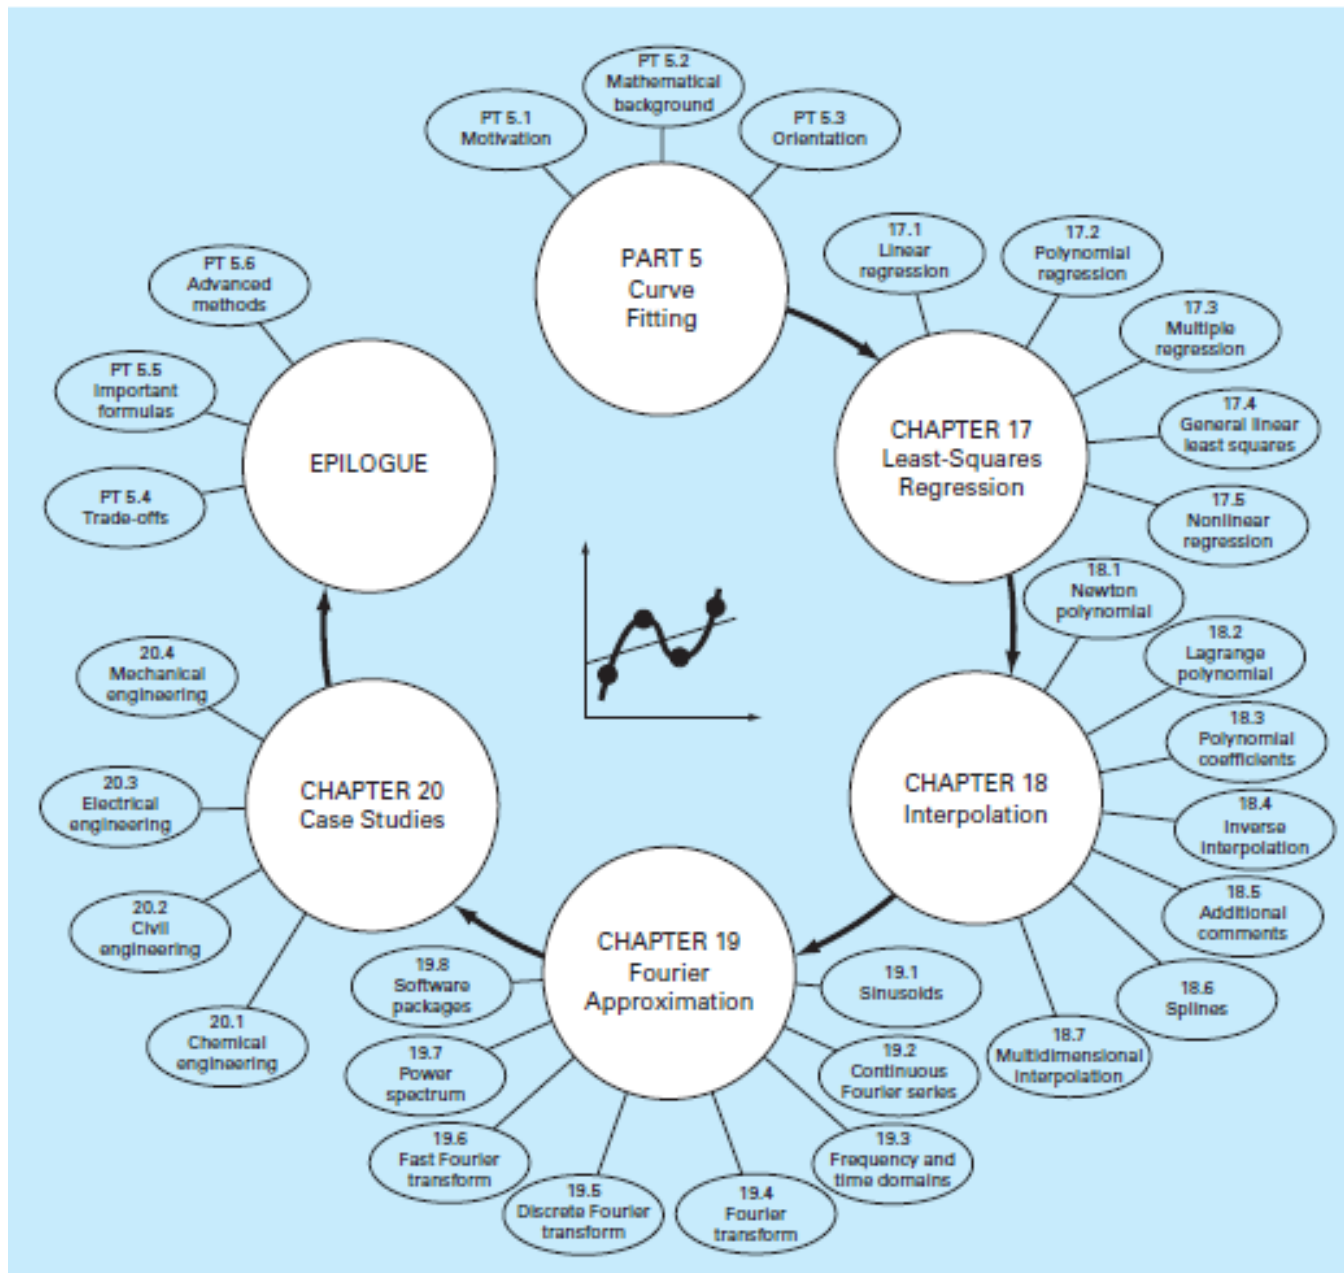 PT 5.1
Motivation
PT 5.2
Mathematical
background
PT 5.3
Orientation
PART 5
Curve
Fitting
17.1
Linear
regression
17.2
Polynomial
regression
17.3
Multiple
regression
17.4
General linear
least squares
17.5
Nonlinear
regression
CHAPTER 17
Least-Squares
Regression
18.1
Newton
polynomial
18.2
Lagrange
polynomial
18.3
Polynomial
coefficients
18.4
Inverse
interpolation
18.5
Additional
comments
18.6
Splines
18.7
Multidimensional
interpolation
CHAPTER 18
Interpolation
CHAPTER 19
Fourier
Approximation
19.1
Sinusoids
19.2
Continuous
Fourier series
19.3
Frequency and
time domains
19.4
Fourier
transform
19.5
Discrete Fourier
transform
19.6
Fast Fourier
transform
19.7
Power
spectrum
19.8
Software
packages
CHAPTER 20
Case Studies
20.1
Chemical
engineering
20.2
Civil
engineering
20.3
Electrical
engineering
20.4
Mechanical
engineering
EPILOGUE
PT 5.4
Trade-offs
PT 5.5
Important
formulas
PT 5.6
Advanced
methods